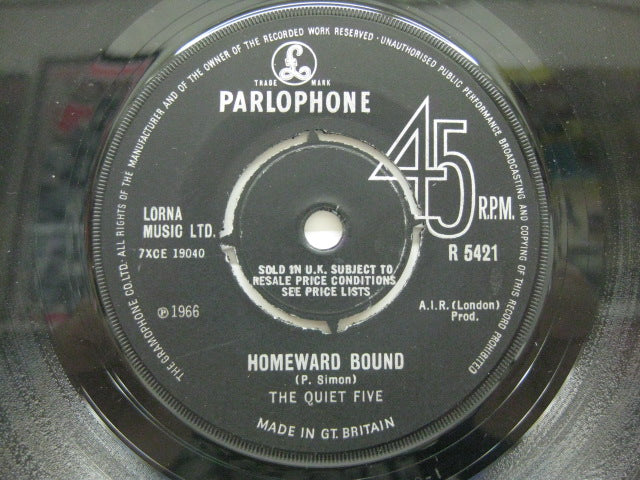 THE GRAMOPHONE CO.LTD. ALL RIGHTS OF THE MANUFACTURER AND OF THE OWNER OF THE RECORDED WORK RESERVED · UNAUTHORISED PUBLIC PERFORMANCE BROADCASTING AND COPYING OF THIS RECORD PROHIBITED
£
TRADE MARK
PARLOPHONE
45
R.P.M.
LORNA
MUSIC LTD.
7XCE 19040
R 5421
SOLD IN U.K. SUBJECT TO
RESALE PRICE CONDITIONS
SEE PRICE LISTS
℗ 1966
A.I.R. (London)
Prod.
HOMEWARD BOUND
(P. Simon)
THE QUIET FIVE
MADE IN GT. BRITAIN